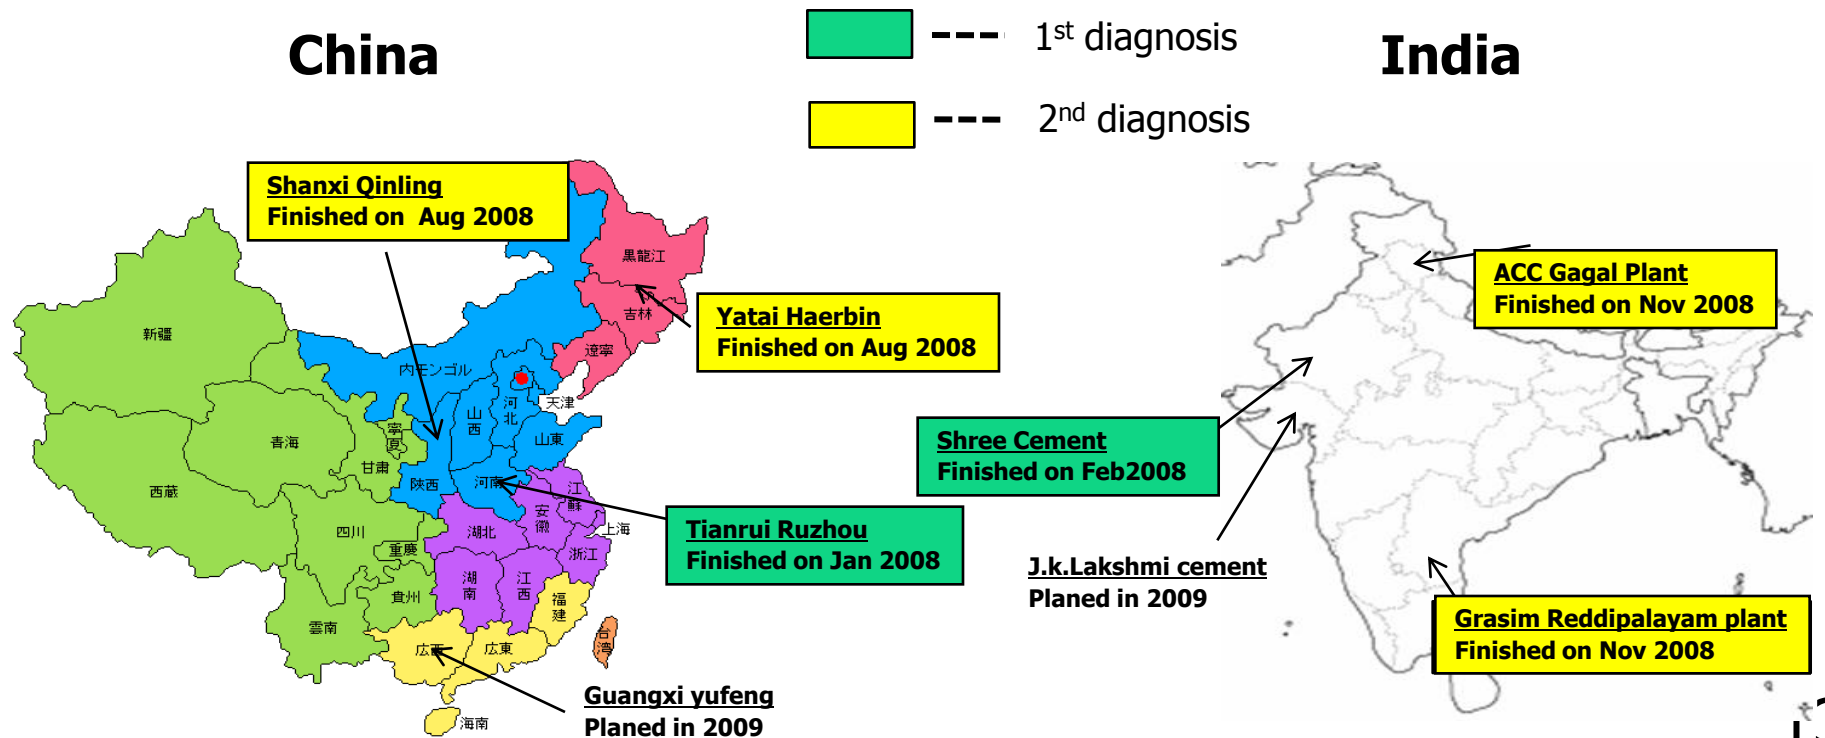 China
1st diagnosis
2nd diagnosis
India
Shanxi Qinling
Finished on Aug 2008
Yatai Haerbin
Finished on Aug 2008
Tianrui Ruzhou
Finished on Jan 2008
Guangxi yufeng
Planed in 2009
黒龍江
吉林
遼寧
内モンゴル
新疆
天津
河北
山西
山東
寧夏
青海
甘粛
陝西
河南
西蔵
江蘇
安徽
上海
四川
湖北
重慶
浙江
湖南
江西
貴州
福建
雲南
広西
広東
台湾
海南
ACC Gagal Plant
Finished on Nov 2008
Shree Cement
Finished on Feb2008
J.k.Lakshmi cement
Planed in 2009
Grasim Reddipalayam plant
Finished on Nov 2008